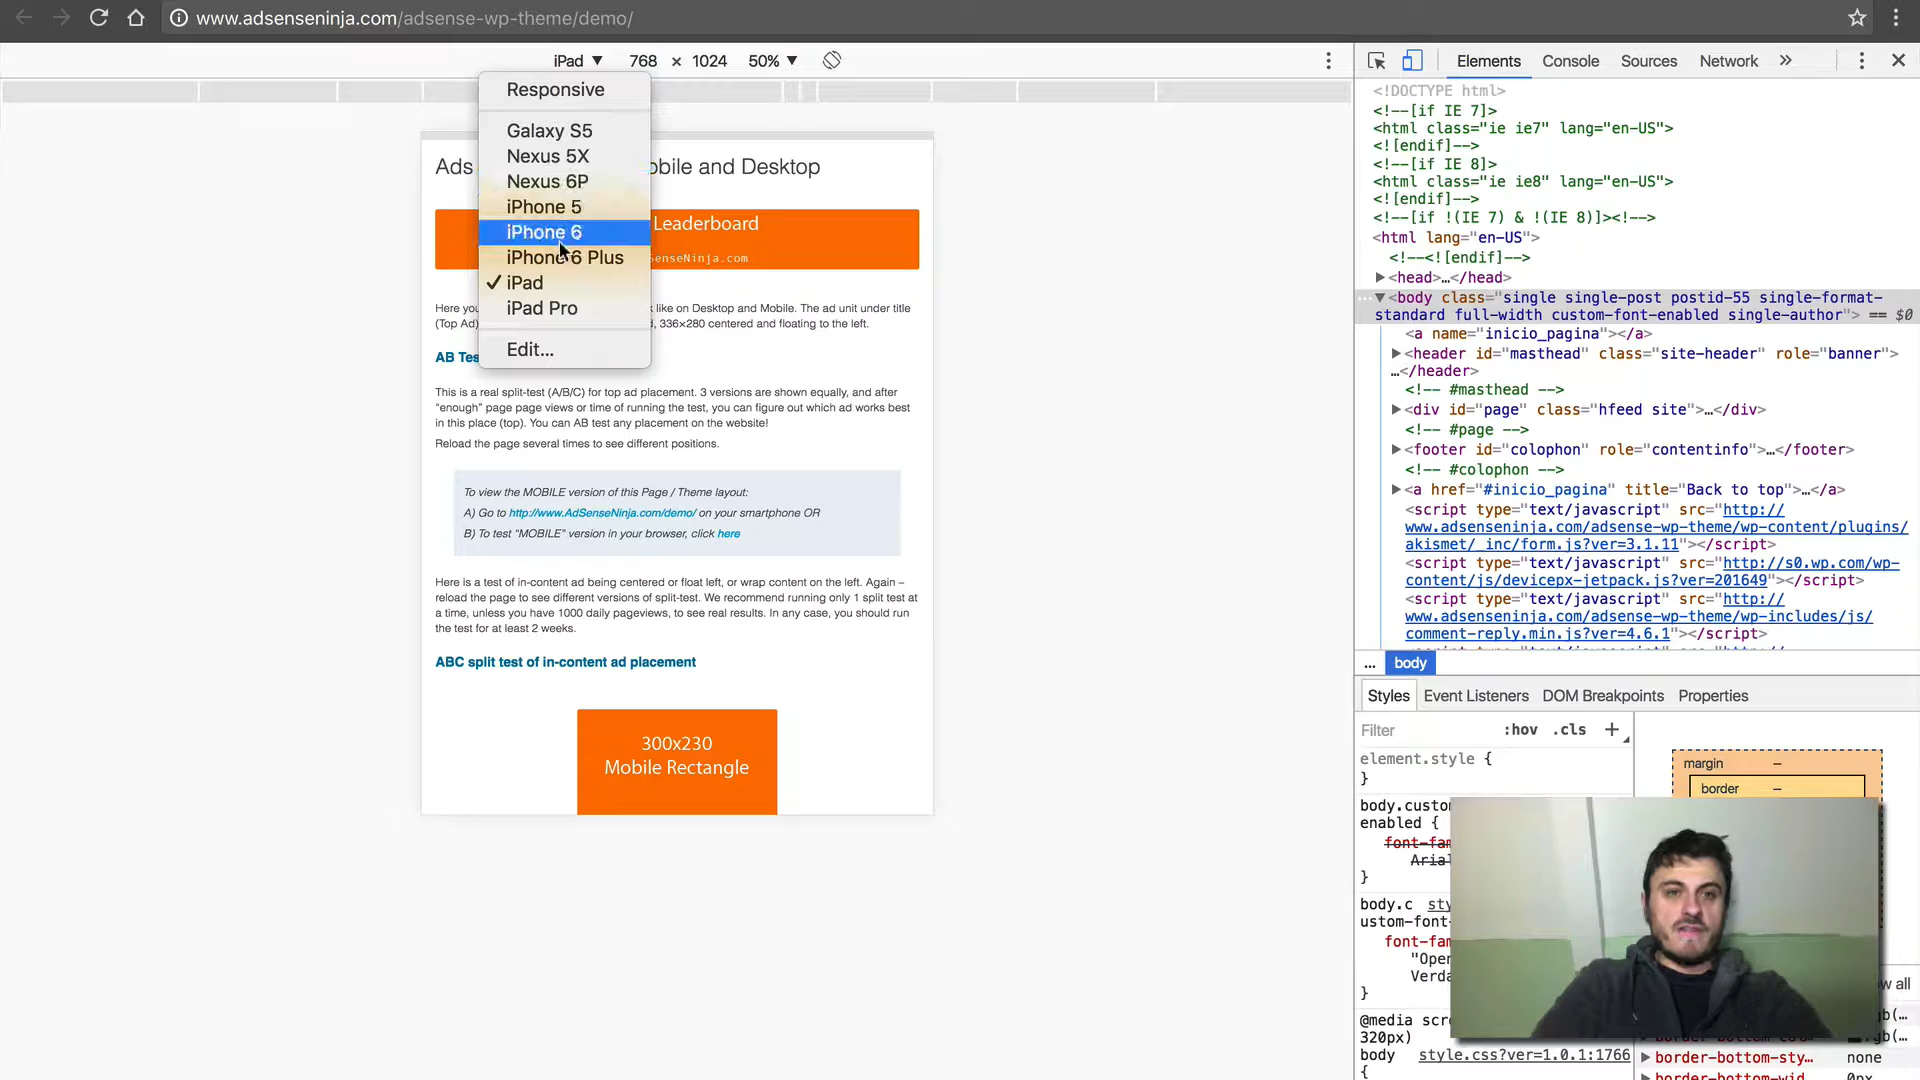 www.adsenseninja.com/adsense-wp-theme/demo/
iPad ▼ 768 × 1024 50% ▼
Responsive
Galaxy S5
Nexus 5X
Nexus 6P
iPhone 5
iPhone 6
iPhone 6 Plus
✓ iPad
iPad Pro
Edit...
Ads
obile and Desktop
Leaderboard
SenseNinja.com
Here you
like on Desktop and Mobile. The ad unit under title
(Top Ad)
, 336×280 centered and floating to the left.
AB Tes
This is a real split-test (A/B/C) for top ad placement. 3 versions are shown equally, and after
“enough” page page views or time of running the test, you can figure out which ad works best
in this place (top). You can AB test any placement on the website!
Reload the page several times to see different positions.
To view the MOBILE version of this Page / Theme layout:
A) Go to http://www.AdSenseNinja.com/demo/ on your smartphone OR
B) To test “MOBILE” version in your browser, click here
Here is a test of in-content ad being centered or float left, or wrap content on the left. Again –
reload the page to see different versions of split-test. We recommend running only 1 split test at
a time, unless you have 1000 daily pageviews, to see real results. In any case, you should run
the test for at least 2 weeks.
ABC split test of in-content ad placement
300x230
Mobile Rectangle
Elements Console Sources Network »
<!DOCTYPE html>
<!--[if IE 7]>
<html class="ie ie7" lang="en-US">
<![endif]-->
<!--[if IE 8]>
<html class="ie ie8" lang="en-US">
<![endif]-->
<!--[if !(IE 7) & !(IE 8)]><!-->
<html lang="en-US">
<!--<![endif]-->
▶<head>…</head>
…▼<body class="single single-post postid-55 single-format-
standard full-width custom-font-enabled single-author"> == $0
<a name="inicio_pagina"></a>
▶<header id="masthead" class="site-header" role="banner">
…</header>
<!-- #masthead -->
▶<div id="page" class="hfeed site">…</div>
<!-- #page -->
▶<footer id="colophon" role="contentinfo">…</footer>
<!-- #colophon -->
▶<a href="#inicio_pagina" title="Back to top">…</a>
<script type="text/javascript" src="http://
www.adsenseninja.com/adsense-wp-theme/wp-content/plugins/
akismet/_inc/form.js?ver=3.1.11"></script>
<script type="text/javascript" src="http://s0.wp.com/wp-
content/js/devicepx-jetpack.js?ver=201649"></script>
<script type="text/javascript" src="http://
www.adsenseninja.com/adsense-wp-theme/wp-includes/js/
comment-reply.min.js?ver=4.6.1"></script>
... body
Styles Event Listeners DOM Breakpoints Properties
Filter :hov .cls +
element.style {
}
body.custom
enabled {
font-fam
Arial
}
body.c sty
ustom-font-
font-fam
"Open
Verda
}
@media scre
320px)
body style.css?ver=1.0.1:1766
{
margin –
border –
ow all
gb(…
gb(…
▶border-bottom-sty… none
0px